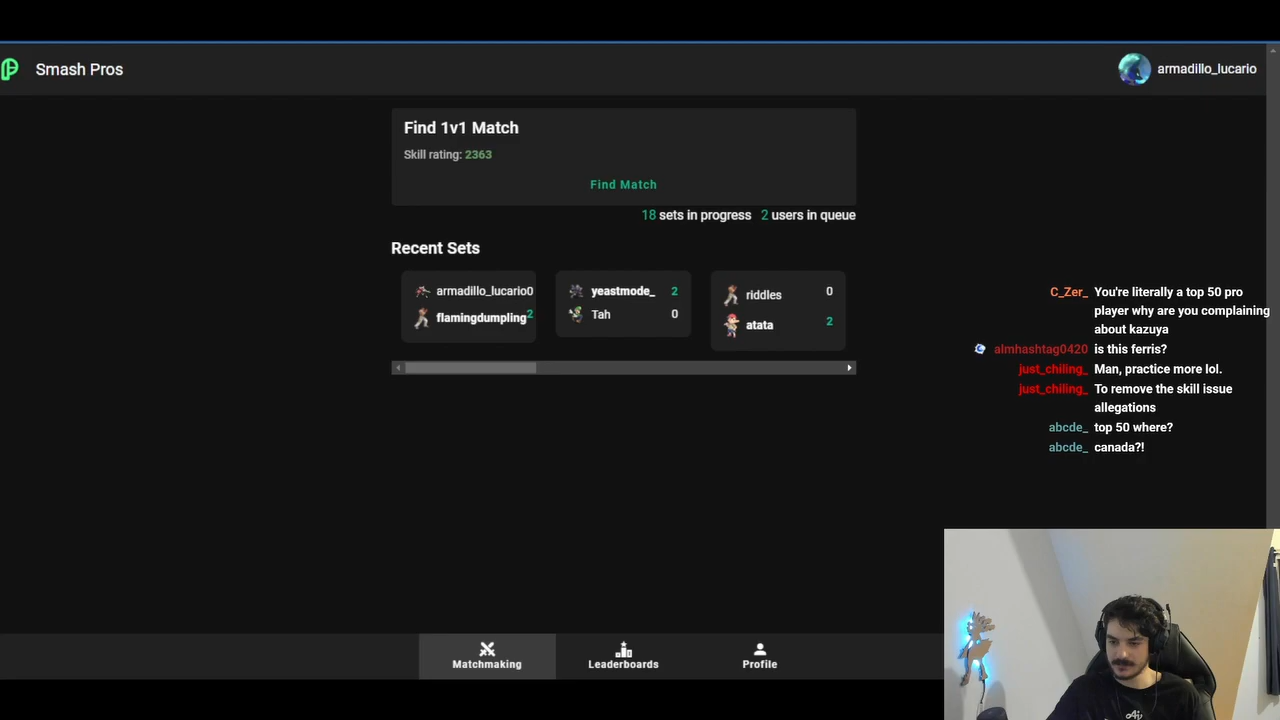 Smash Pros
armadillo_lucario
Find 1v1 Match
Skill rating: 2363
Find Match
18 sets in progress 2 users in queue
Recent Sets
armadillo_lucario 0
flamingdumpling 2
yeastmode_ 2
Tah 0
riddles 0
atata 2
C_Zer_ You're literally a top 50 pro
player why are you complaining
about kazuya
almhashtag0420 is this ferris?
just_chiling_ Man, practice more lol.
just_chiling_ To remove the skill issue
allegations
abcde_ top 50 where?
abcde_ canada?!
Matchmaking
Leaderboards
Profile